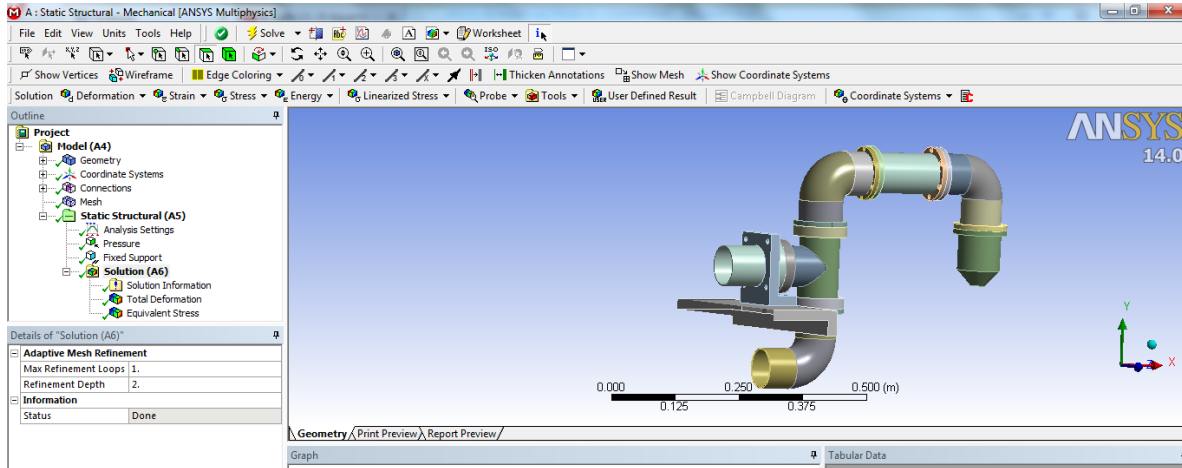 A : Static Structural - Mechanical [ANSYS Multiphysics]
File Edit View Units Tools Help Solve Worksheet
Show Vertices Wireframe Edge Coloring Thicken Annotations Show Mesh Show Coordinate Systems
Solution Deformation Strain Stress Energy Linearized Stress Probe Tools User Defined Result Campbell Diagram Coordinate Systems
Outline
Project
Model (A4)
Geometry
Coordinate Systems
Connections
Mesh
Static Structural (A5)
Analysis Settings
Pressure
Fixed Support
Solution (A6)
Solution Information
Total Deformation
Equivalent Stress
Details of "Solution (A6)"
Adaptive Mesh Refinement
Max Refinement Loops 1.
Refinement Depth 2.
Information
Status Done
ANSYS
14.0
Y
X
0.000 0.250 0.500 (m)
0.125 0.375
Geometry Print Preview Report Preview
Graph
Tabular Data